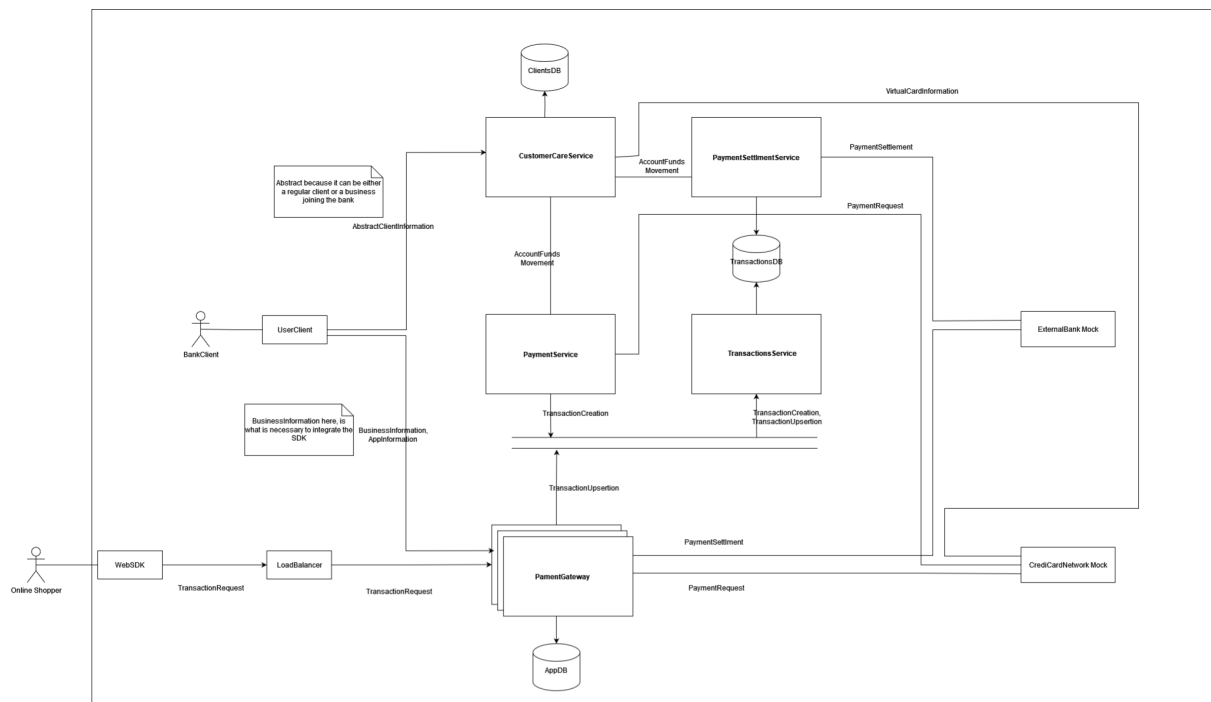 ClientsDB
VirtualCardInformation
CustomerCareService
AccountFunds
Movement
PaymentSettlmentService
PaymentSettlement
Abstract because it can be either
a regular client or a business
joining the bank
AbstractClientInformation
PaymentRequest
AccountFunds
Movement
TransactionsDB
BankClient
UserClient
PaymentService
TransactionsService
ExternalBank Mock
BusinessInformation here, is
what is necessary to integrate the
SDK
BusinessInformation,
AppInformation
TransactionCreation
TransactionCreation,
TransactionUpsertion
TransactionUpsertion
Online Shopper
WebSDK
TransactionRequest
LoadBalancer
TransactionRequest
PamentGateway
PaymentSettlment
PaymentRequest
CrediCardNetwork Mock
AppDB